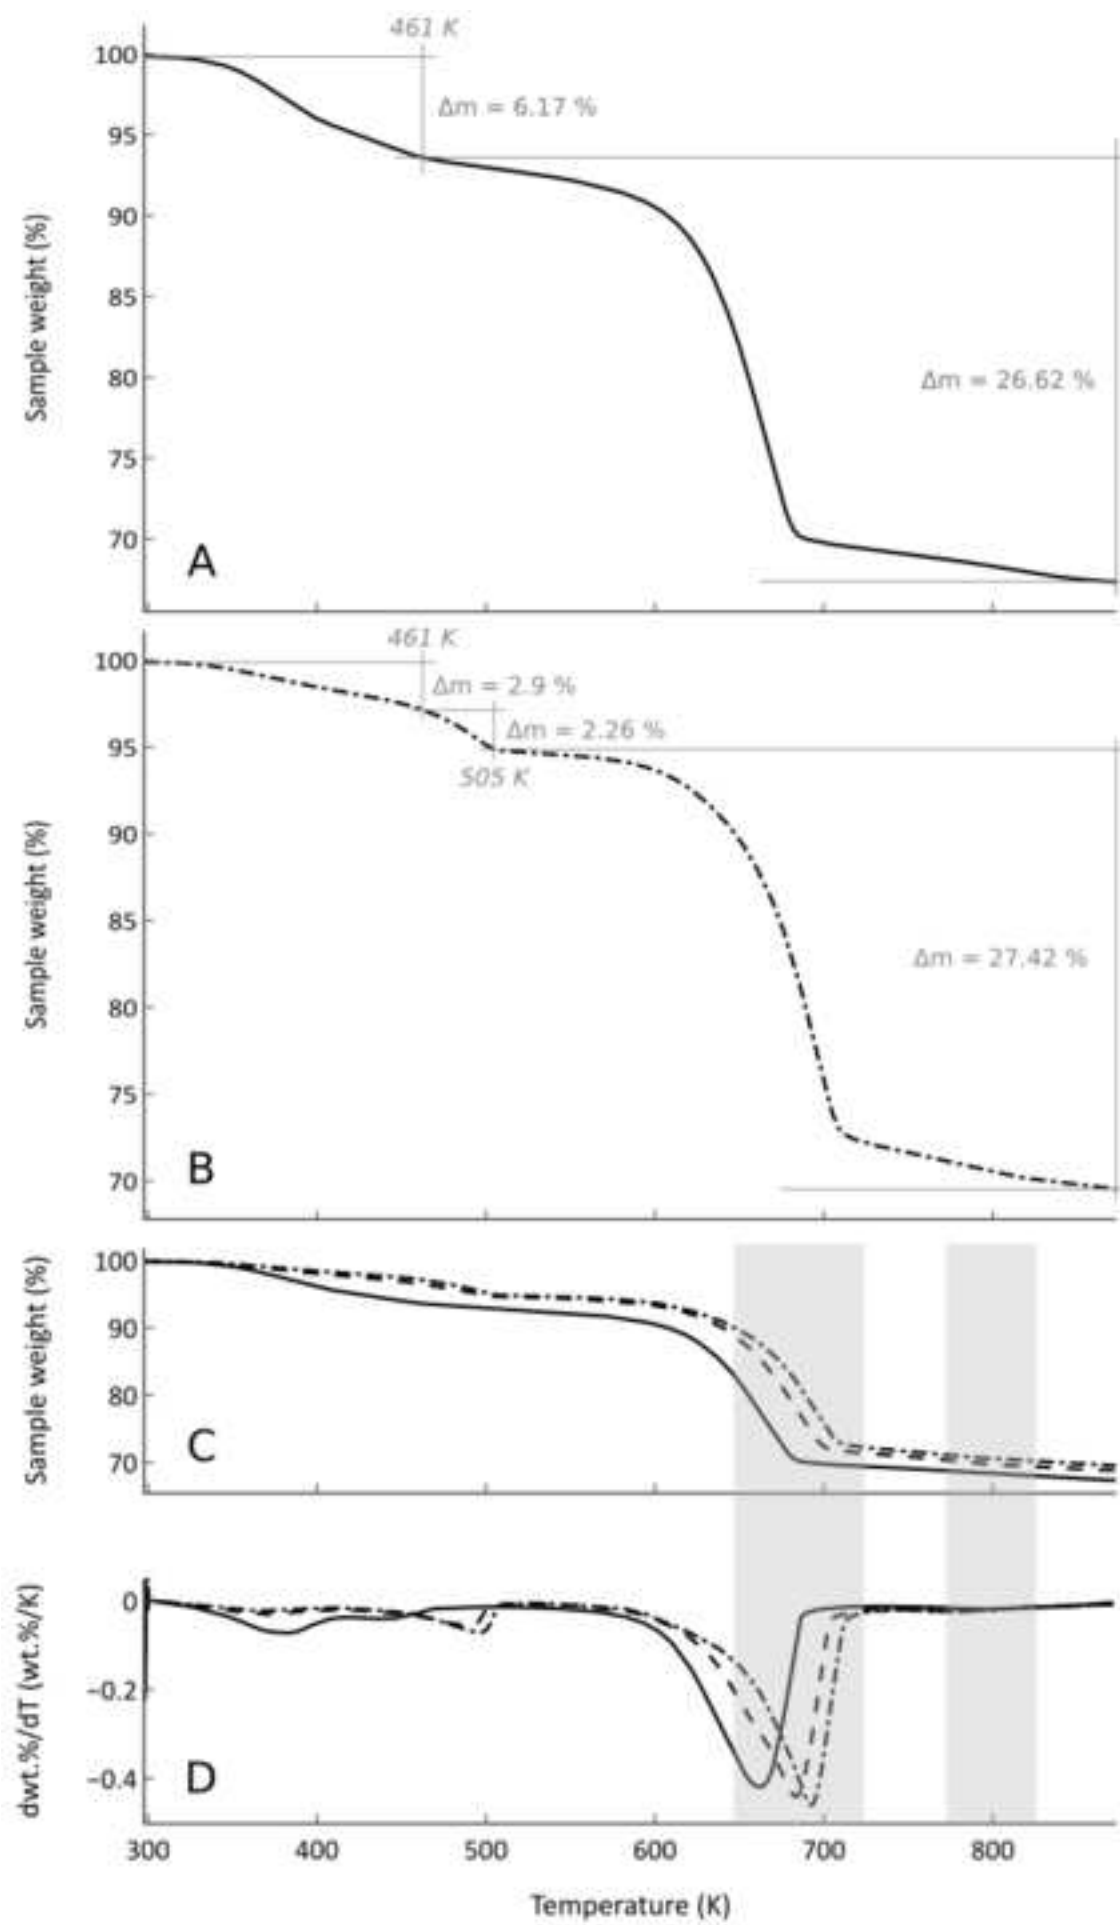 461 K
100
Δm = 6.17 %
95
90
85
80
Δm = 26.62 %
75
70
Sample weight (%)
A
461 K
100
Δm = 2.9 %
Δm = 2.26 %
95
505 K
90
85
Δm = 27.42 %
80
75
70
Sample weight (%)
B
100
90
80
70
Sample weight (%)
C
0
−0.2
−0.4
dwt.%/dT (wt.%/K)
D
300 400 500 600 700 800
Temperature (K)